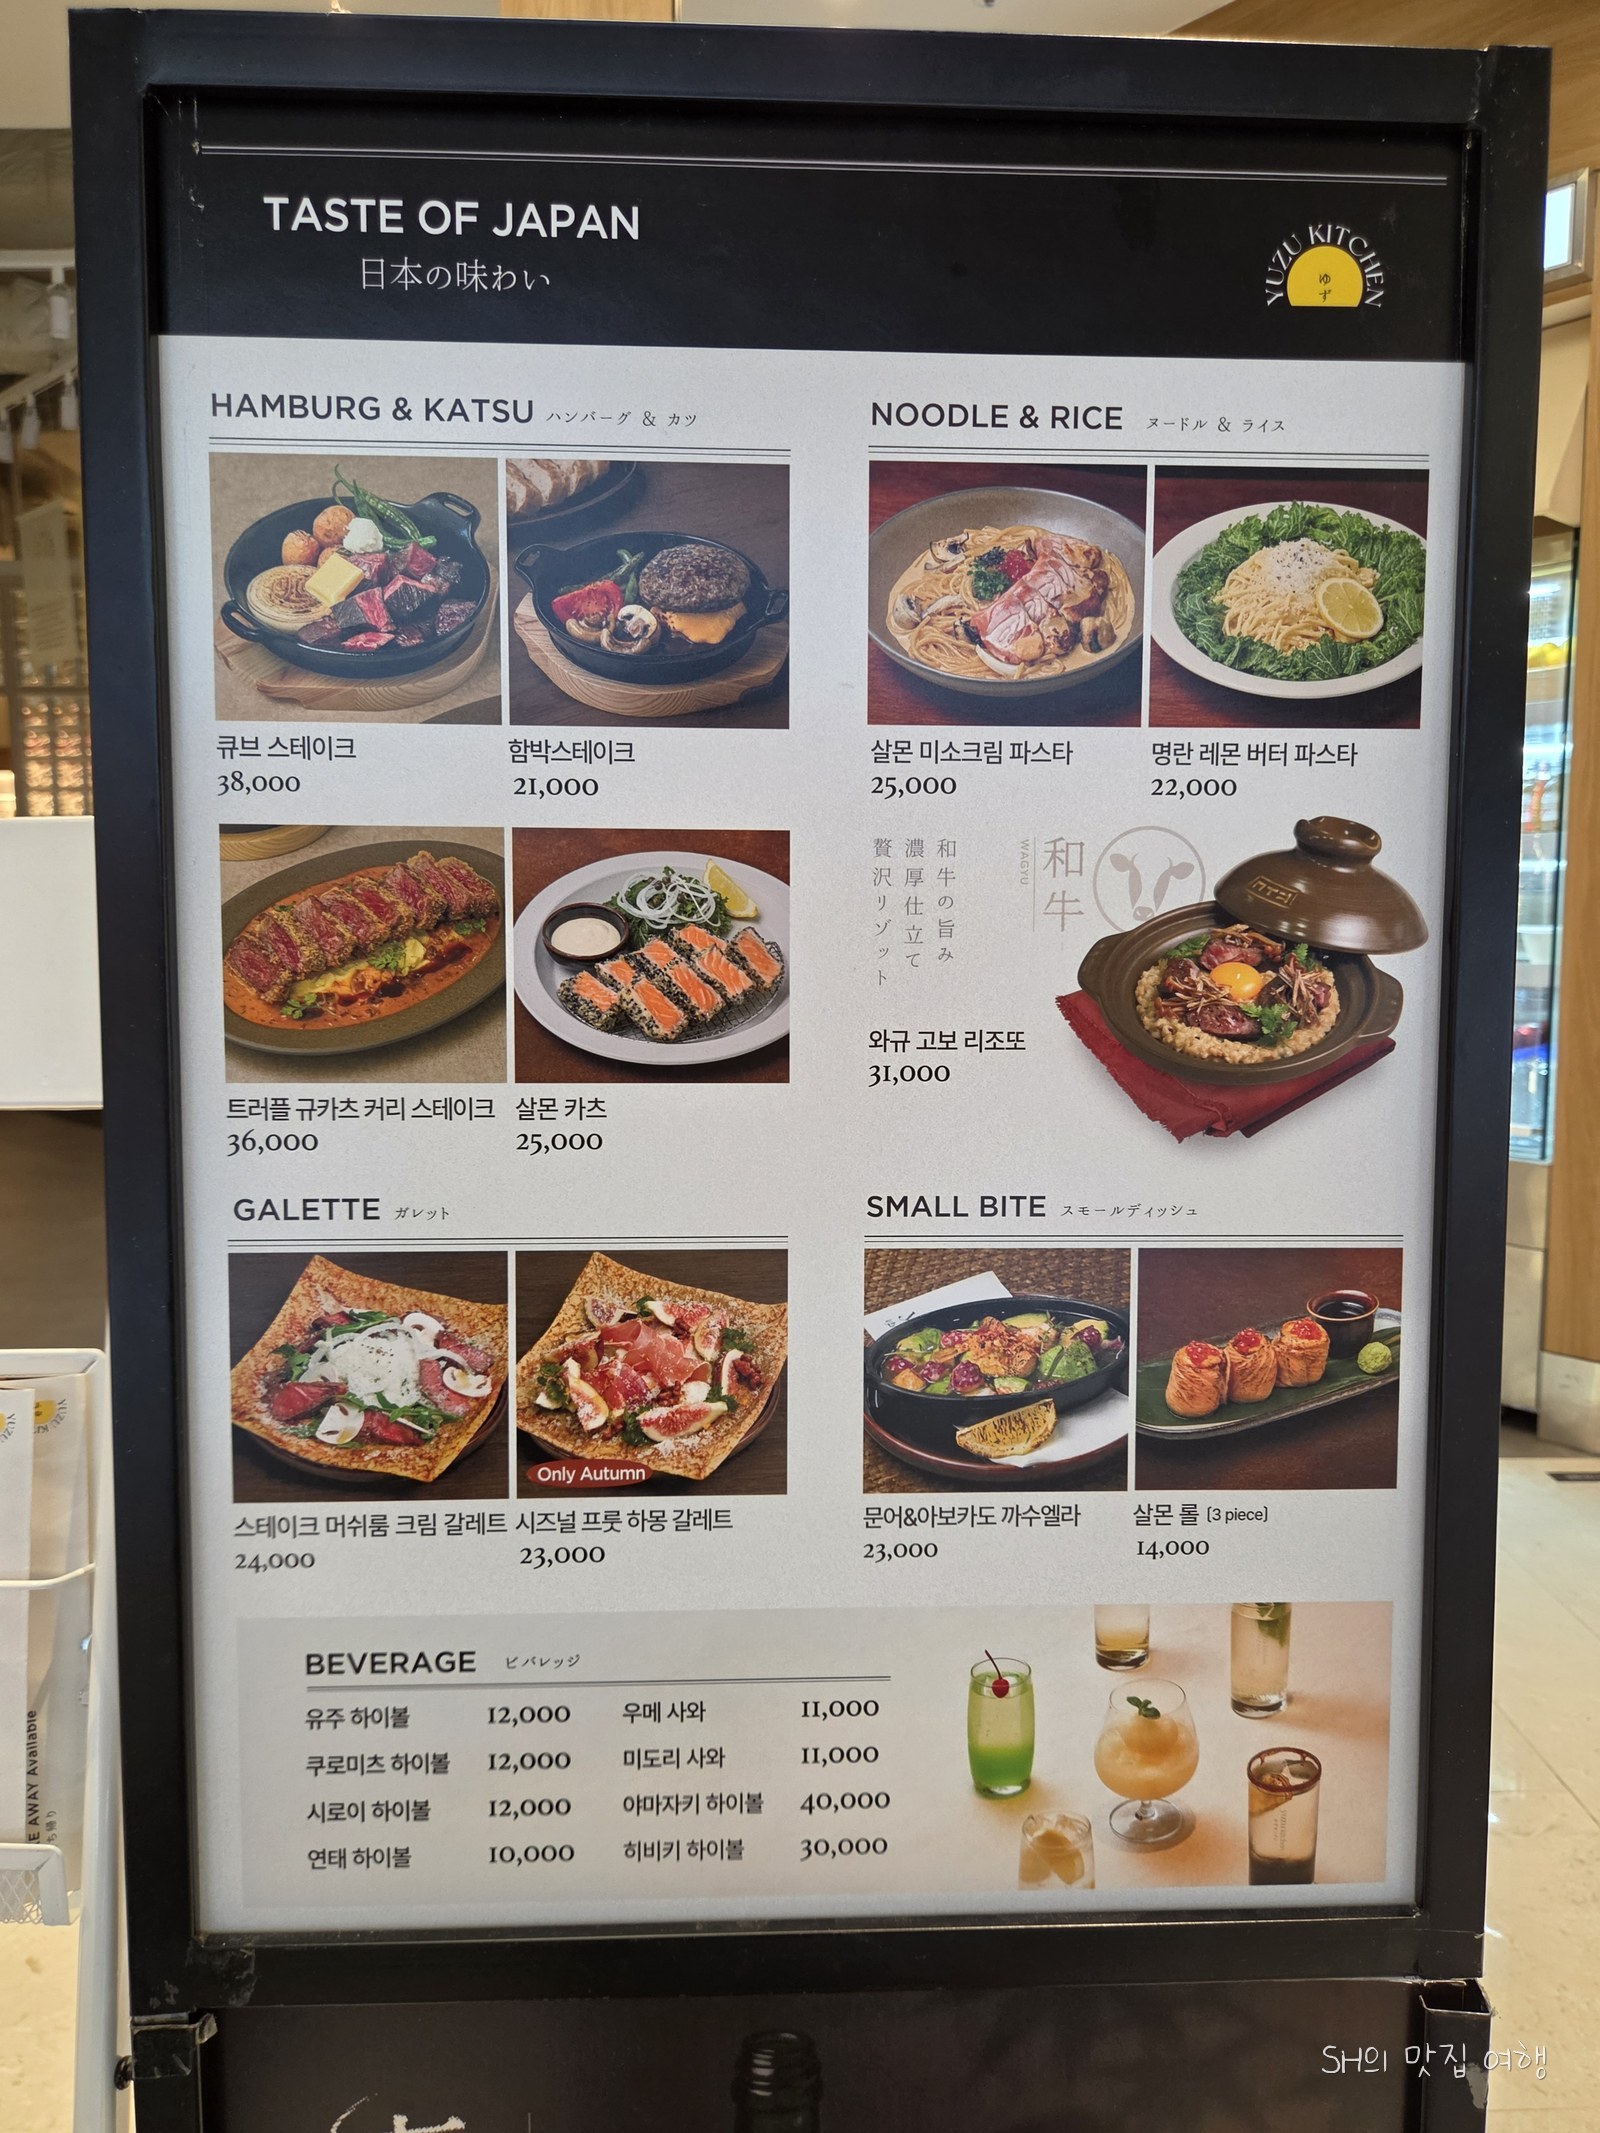 TASTE OF JAPAN
日本の味わい
YUZU KITCHEN
ゆず
HAMBURG & KATSU ハンバーグ & カツ
큐브 스테이크
38,000
함박스테이크
21,000
트러플 규카츠 커리 스테이크
36,000
살몬 카츠
25,000
NOODLE & RICE ヌードル & ライス
살몬 미소크림 파스타
25,000
명란 레몬 버터 파스타
22,000
和牛の旨み
濃厚仕立て
贅沢リゾット
和牛
WAGYU
와규 고보 리조또
31,000
GALETTE ガレット
Only Autumn
스테이크 머쉬룸 크림 갈레트
24,000
시즈널 프룻 하몽 갈레트
23,000
SMALL BITE スモールディッシュ
문어&아보카도 까수엘라
23,000
살몬 롤 (3 piece)
14,000
BEVERAGE ビバレッジ
유주 하이볼 12,000
쿠로미츠 하이볼 12,000
시로이 하이볼 12,000
연태 하이볼 10,000
우메 사와 11,000
미도리 사와 11,000
야마자키 하이볼 40,000
히비키 하이볼 30,000
AWAY Available
SH의 맛집 여행